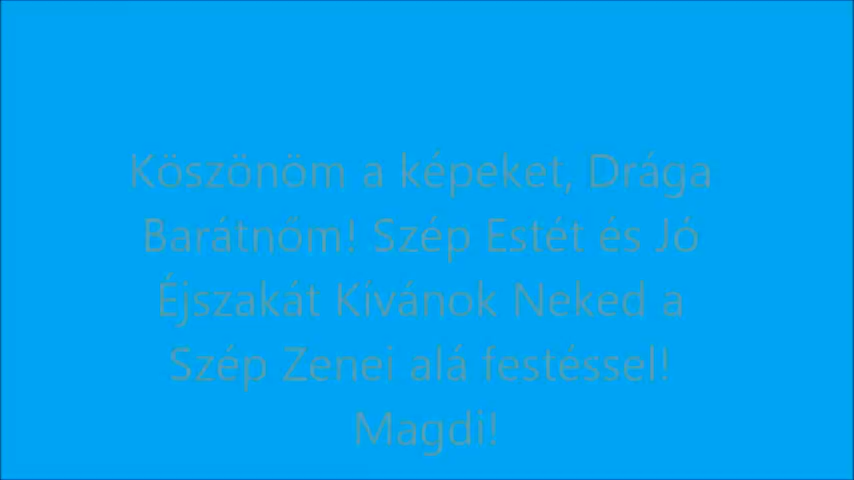 Köszönöm a képeket, Drága
Barátnőm! Szép Estét és Jó
Éjszakát Kívánok Neked a
Szép Zenei alá festéssel!
Magdi!